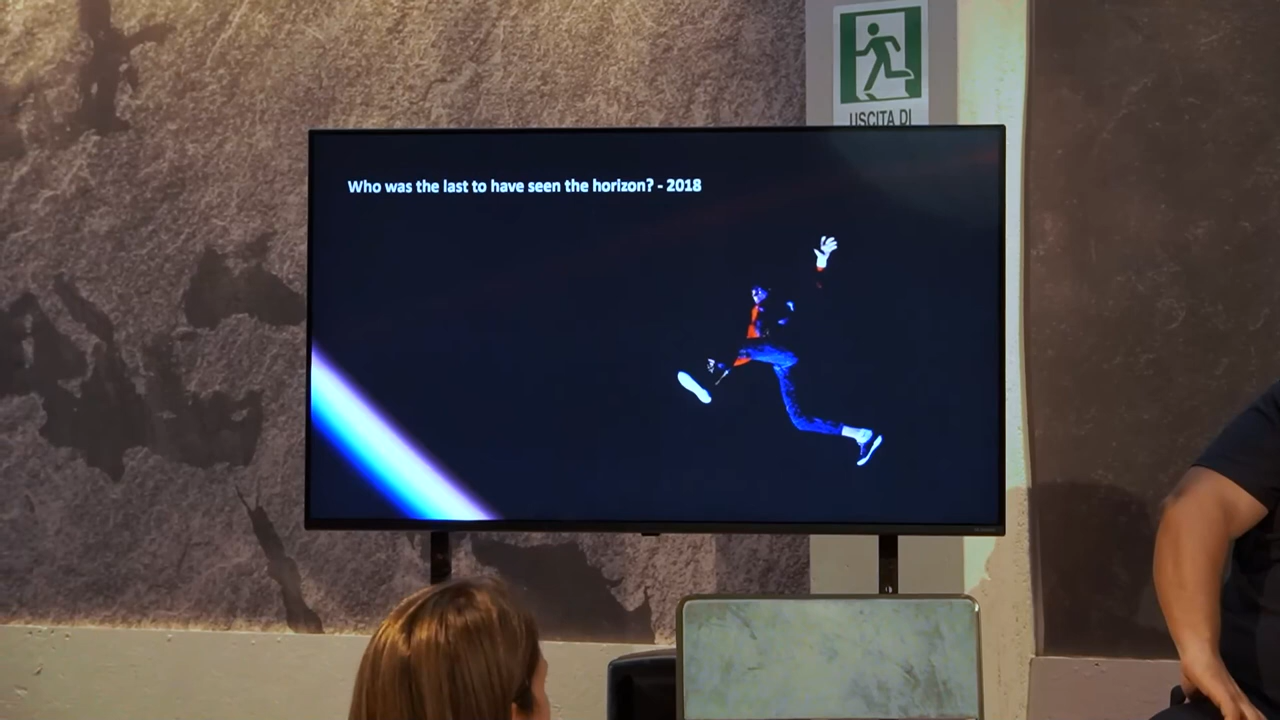 USCITA DI
Who was the last to have seen the horizon? - 2018